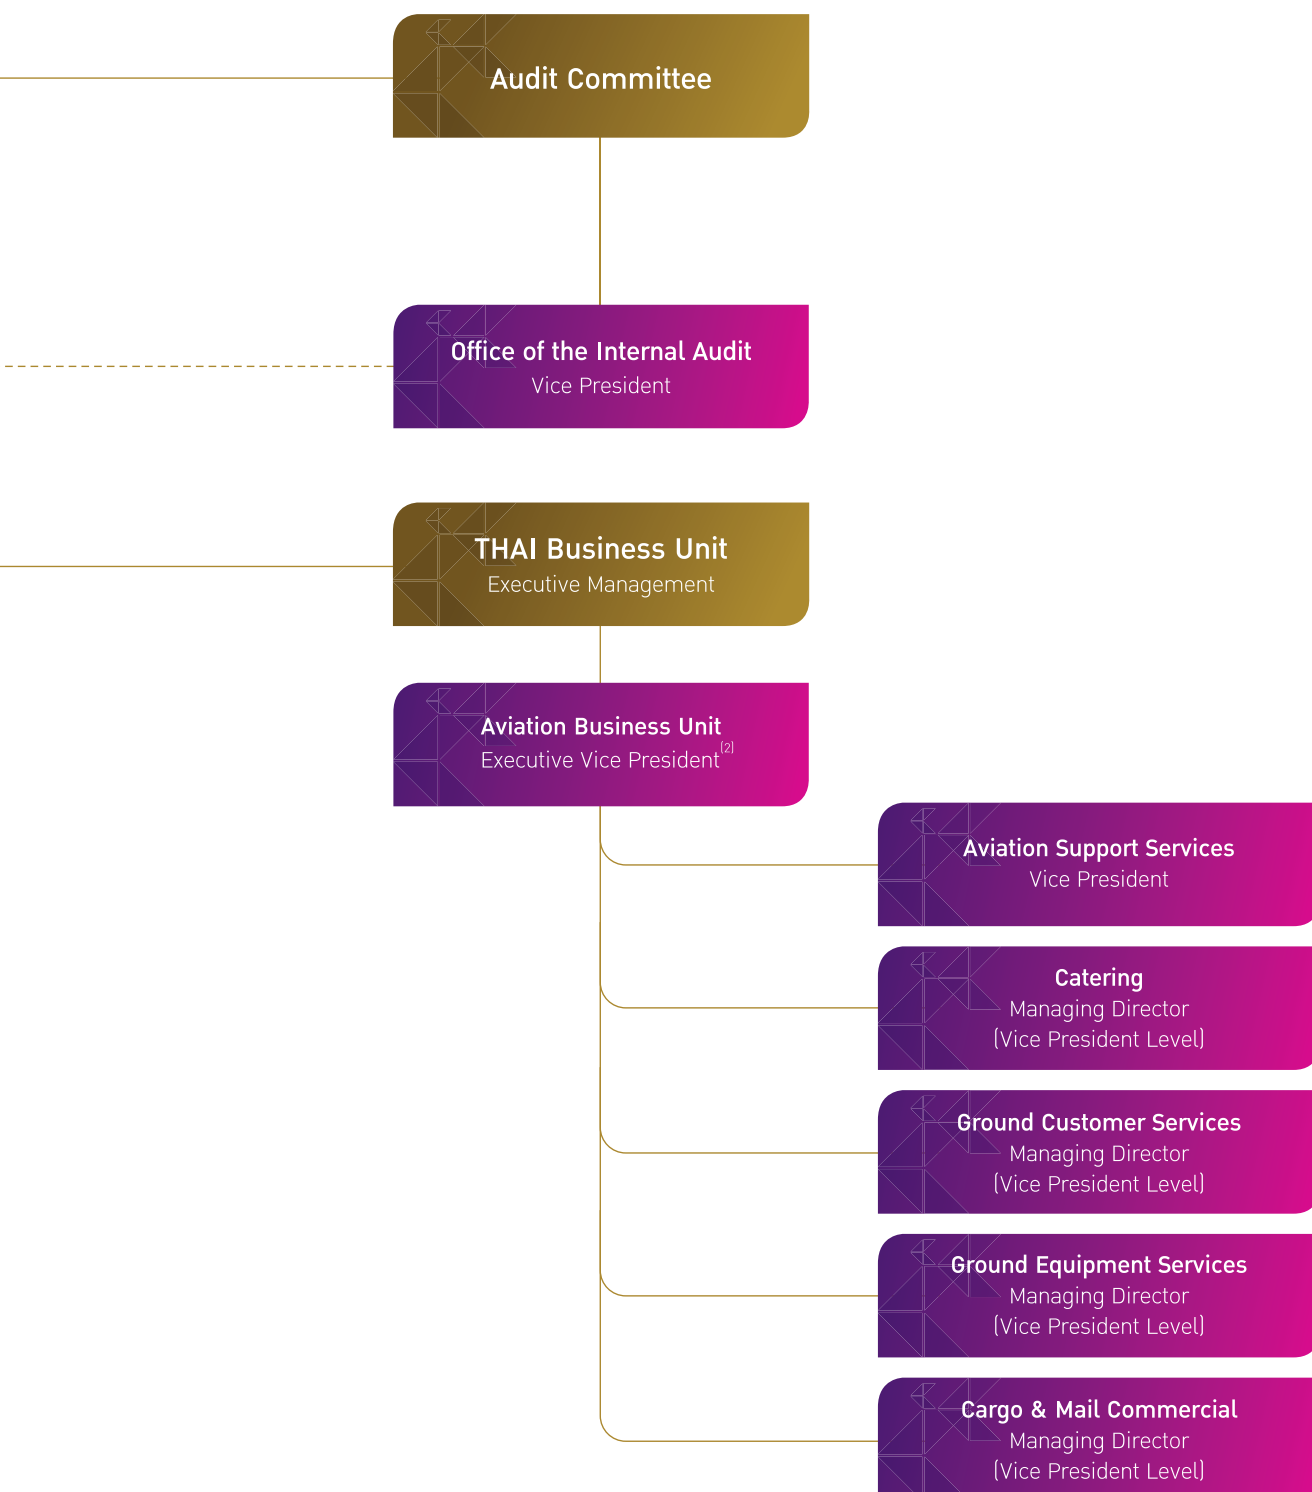 Audit Committee
Office of the Internal Audit
Vice President
THAI Business Unit
Executive Management
Aviation Business Unit
Executive Vice President(2)
Aviation Support Services
Vice President
Catering
Managing Director
(Vice President Level)
Ground Customer Services
Managing Director
(Vice President Level)
Ground Equipment Services
Managing Director
(Vice President Level)
Cargo & Mail Commercial
Managing Director
(Vice President Level)